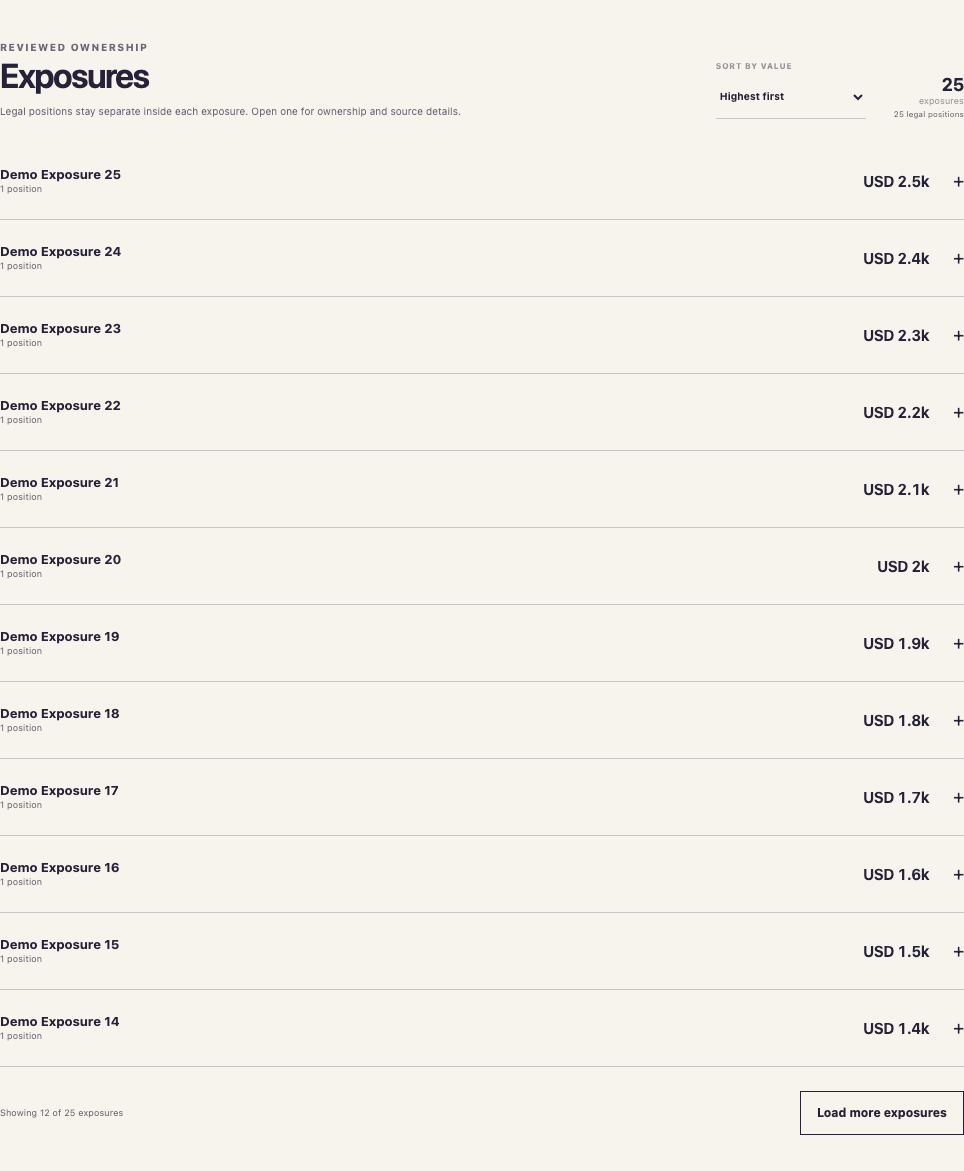 REVIEWED OWNERSHIP
Exposures
Legal positions stay separate inside each exposure. Open one for ownership and source details.
SORT BY VALUE
Highest first
25
exposures
25 legal positions
Demo Exposure 25
1 position
USD 2.5k +
Demo Exposure 24
1 position
USD 2.4k +
Demo Exposure 23
1 position
USD 2.3k +
Demo Exposure 22
1 position
USD 2.2k +
Demo Exposure 21
1 position
USD 2.1k +
Demo Exposure 20
1 position
USD 2k +
Demo Exposure 19
1 position
USD 1.9k +
Demo Exposure 18
1 position
USD 1.8k +
Demo Exposure 17
1 position
USD 1.7k +
Demo Exposure 16
1 position
USD 1.6k +
Demo Exposure 15
1 position
USD 1.5k +
Demo Exposure 14
1 position
USD 1.4k +
Showing 12 of 25 exposures
Load more exposures